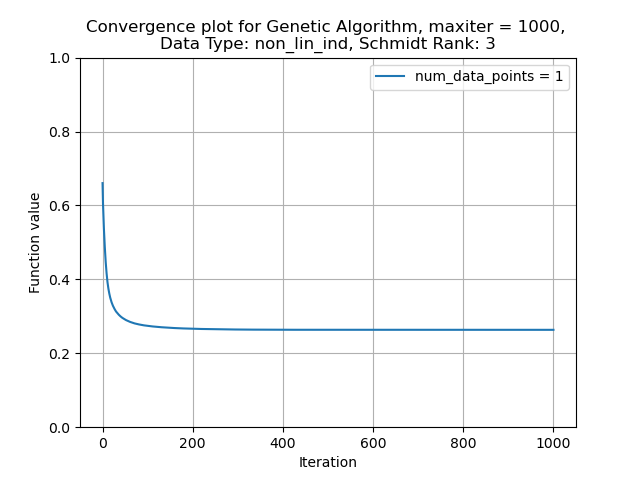 Convergence plot for Genetic Algorithm, maxiter = 1000,
Data Type: non_lin_ind, Schmidt Rank: 3
num_data_points = 1
Function value
1.0
0.8
0.6
0.4
0.2
0.0
0 200 400 600 800 1000
Iteration